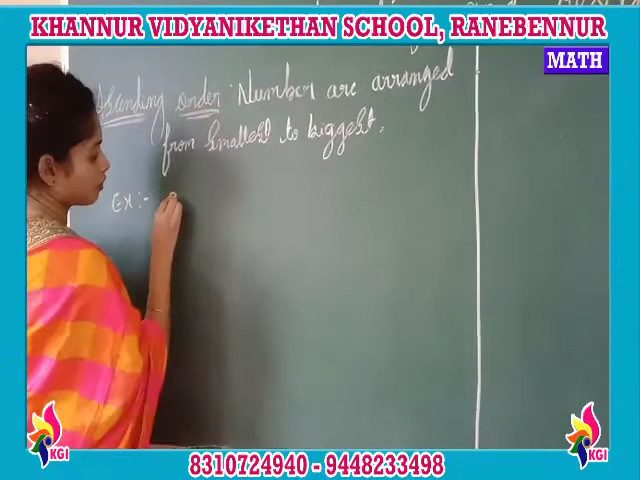 KHANNUR VIDYANIKETHAN SCHOOL, RANEBENNUR
MATH
Ascending order Number are arranged
from Smallest to biggest.
Ex :-
KGI
KGI
8310724940 - 9448233498